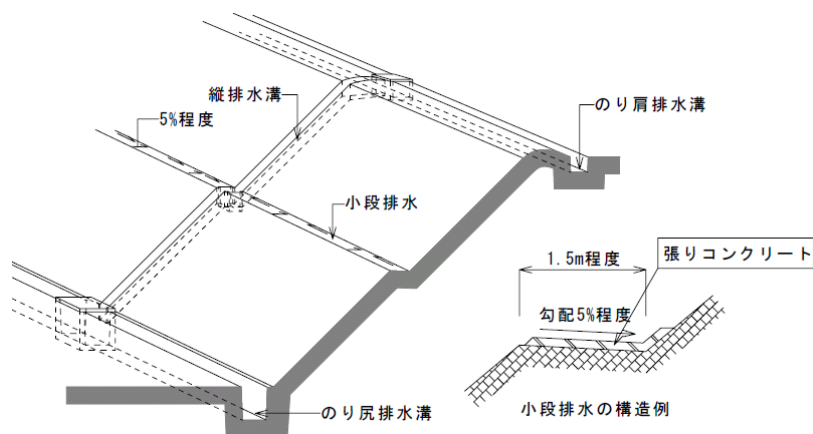 縦排水溝
のり肩排水溝
5%程度
小段排水
張りコンクリート
1.5m程度
勾配5%程度
のり尻排水溝
小段排水の構造例